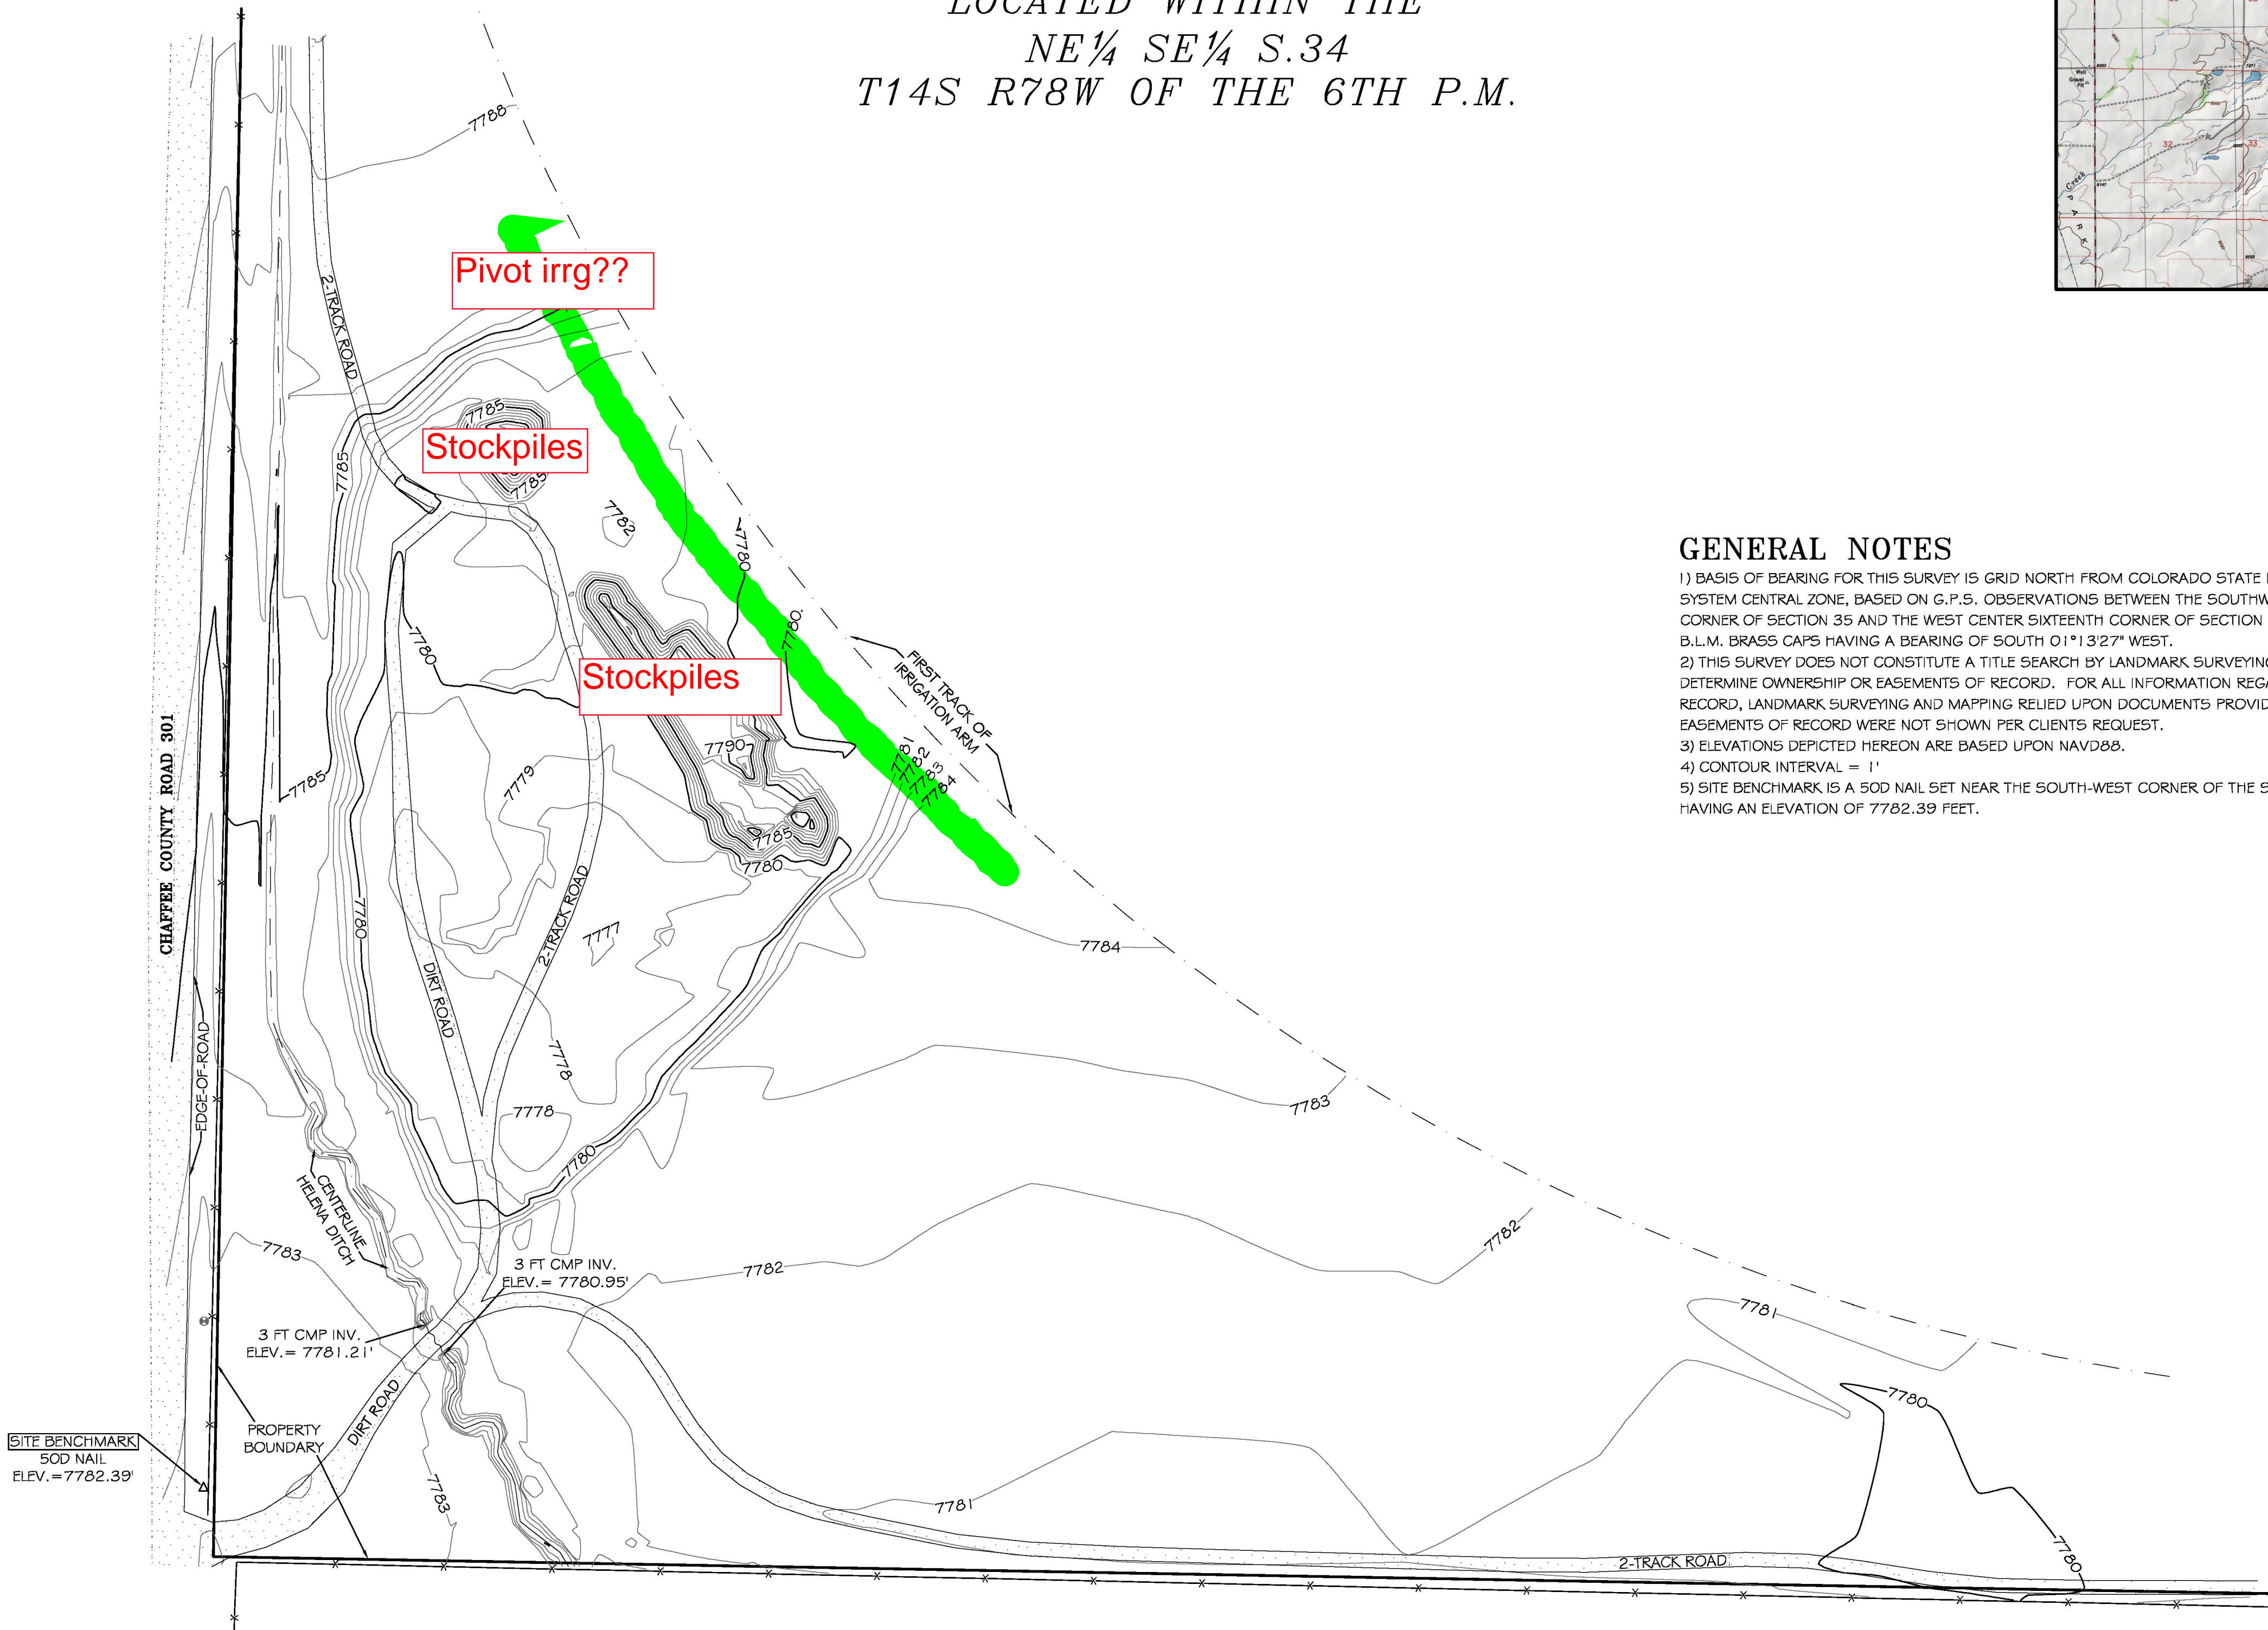 LOCATED WITHIN THE
NE¼ SE¼ S.34
T14S R78W OF THE 6TH P.M.
Well
Gravel
Pit
32
33
Creek
P A R K
7788
Pivot irrg??
2-TRACK ROAD
7785
Stockpiles
7785
7785
7782
7780
7780.
7780
Stockpiles
FIRST TRACK OF
IRRIGATION ARM
7790
7781
7782
7783
7784
7779
7785
7785
7780
CHAFFEE COUNTY ROAD 301
7780
7777
2-TRACK ROAD
DIRT ROAD
7784
EDGE-OF-ROAD
7778
7778
7783
7780
CENTERLINE
HELENA DITCH
7783
3 FT CMP INV.
ELEV.= 7780.95'
7782
7782
3 FT CMP INV.
ELEV.= 7781.21'
7781
7780
DIRT ROAD
PROPERTY
BOUNDARY
SITE BENCHMARK
50D NAIL
ELEV.=7782.39'
7783
7781
2-TRACK ROAD
7780
GENERAL NOTES
1) BASIS OF BEARING FOR THIS SURVEY IS GRID NORTH FROM COLORADO STATE
SYSTEM CENTRAL ZONE, BASED ON G.P.S. OBSERVATIONS BETWEEN THE SOUTHW
CORNER OF SECTION 35 AND THE WEST CENTER SIXTEENTH CORNER OF SECTION
B.L.M. BRASS CAPS HAVING A BEARING OF SOUTH 01°13'27" WEST.
2) THIS SURVEY DOES NOT CONSTITUTE A TITLE SEARCH BY LANDMARK SURVEYING
DETERMINE OWNERSHIP OR EASEMENTS OF RECORD. FOR ALL INFORMATION REGA
RECORD, LANDMARK SURVEYING AND MAPPING RELIED UPON DOCUMENTS PROVID
EASEMENTS OF RECORD WERE NOT SHOWN PER CLIENTS REQUEST.
3) ELEVATIONS DEPICTED HEREON ARE BASED UPON NAVD88.
4) CONTOUR INTERVAL = 1'
5) SITE BENCHMARK IS A 50D NAIL SET NEAR THE SOUTH-WEST CORNER OF THE S
HAVING AN ELEVATION OF 7782.39 FEET.